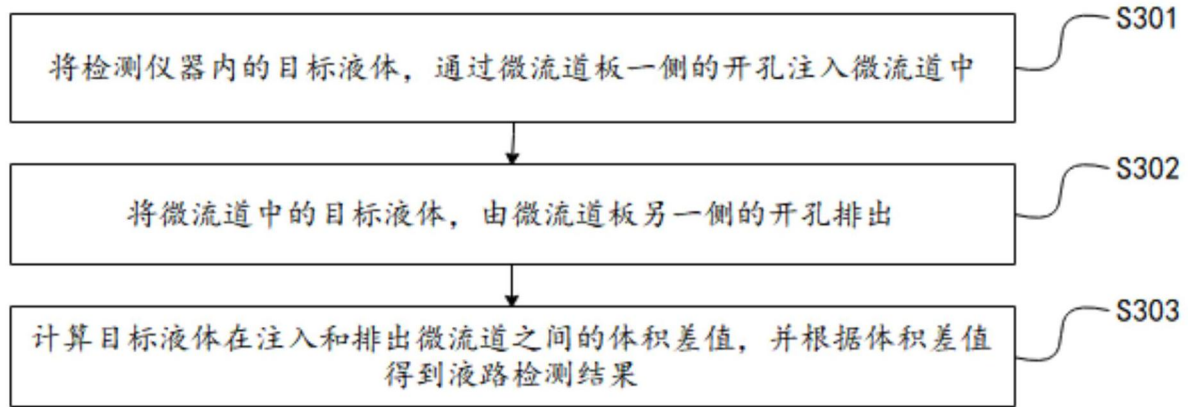 将检测仪器内的目标液体，通过微流道板一侧的开孔注入微流道中
S301
将微流道中的目标液体，由微流道板另一侧的开孔排出
S302
计算目标液体在注入和排出微流道之间的体积差值，并根据体积差值
得到液路检测结果
S303